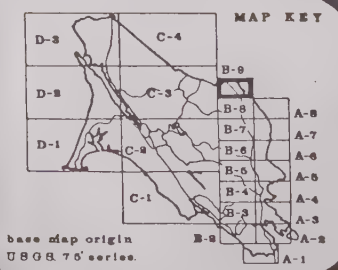 MAP KEY
D-3
C-4
B-9
D-2
C-3
B-8
A-8
B-7
A-7
D-1
C-2
B-6
A-6
B-5
A-5
C-1
B-4
A-4
B-3
A-3
B-2
A-2
A-1
base map origin
USGS. 7.5' series.